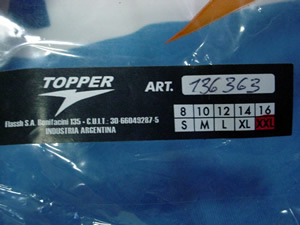 TOPPER
ART. 136363
8 10 12 14 16
S M L XL XXL
Flassh S.A. Bonifacini 135 - C.U.I.T.: 30-66049287-5
INDUSTRIA ARGENTINA